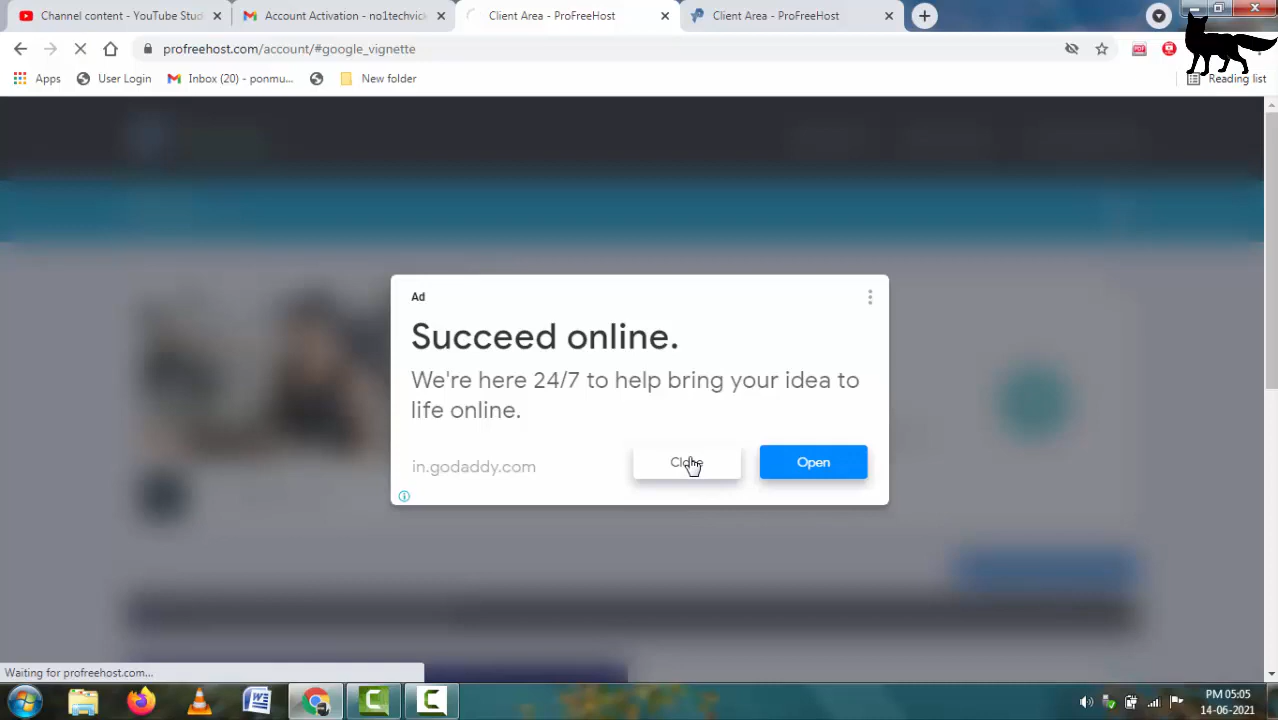 Channel content - YouTube Stud
Account Activation - no1techvick
Client Area - ProFreeHost
Client Area - ProFreeHost
profreehost.com/account/#google_vignette
PDF
Apps
User Login
Inbox (20) - ponmu...
New folder
Reading list
Ad
Succeed online.
We're here 24/7 to help bring your idea to
life online.
in.godaddy.com
Close
Open
Waiting for profreehost.com...
PM 05:05
14-06-2021